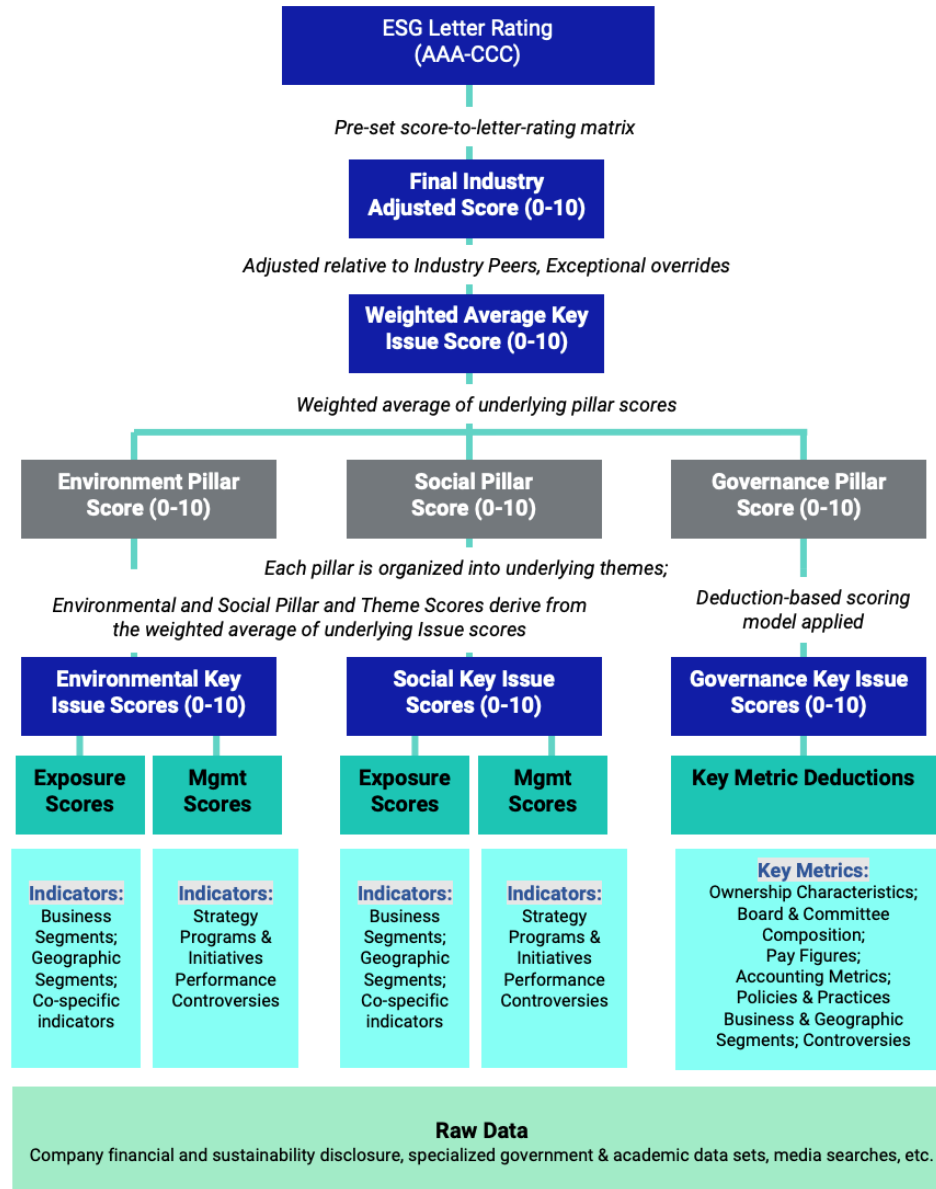 ESG Letter Rating
(AAA-CCC)
Pre-set score-to-letter-rating matrix
Final Industry
Adjusted Score (0-10)
Adjusted relative to Industry Peers, Exceptional overrides
Weighted Average Key
Issue Score (0-10)
Weighted average of underlying pillar scores
Environment Pillar
Score (0-10)
Social Pillar
Score (0-10)
Governance Pillar
Score (0-10)
Each pillar is organized into underlying themes;
Environmental and Social Pillar and Theme Scores derive from
the weighted average of underlying Issue scores
Deduction-based scoring
model applied
Environmental Key
Issue Scores (0-10)
Social Key Issue
Scores (0-10)
Governance Key Issue
Scores (0-10)
Exposure
Scores
Mgmt
Scores
Exposure
Scores
Mgmt
Scores
Key Metric Deductions
Indicators:
Business
Segments;
Geographic
Segments;
Co-specific
indicators
Indicators:
Strategy
Programs &
Initiatives
Performance
Controversies
Indicators:
Business
Segments;
Geographic
Segments;
Co-specific
indicators
Indicators:
Strategy
Programs &
Initiatives
Performance
Controversies
Key Metrics:
Ownership Characteristics;
Board & Committee
Composition;
Pay Figures;
Accounting Metrics;
Policies & Practices
Business & Geographic
Segments; Controversies
Raw Data
Company financial and sustainability disclosure, specialized government & academic data sets, media searches, etc.